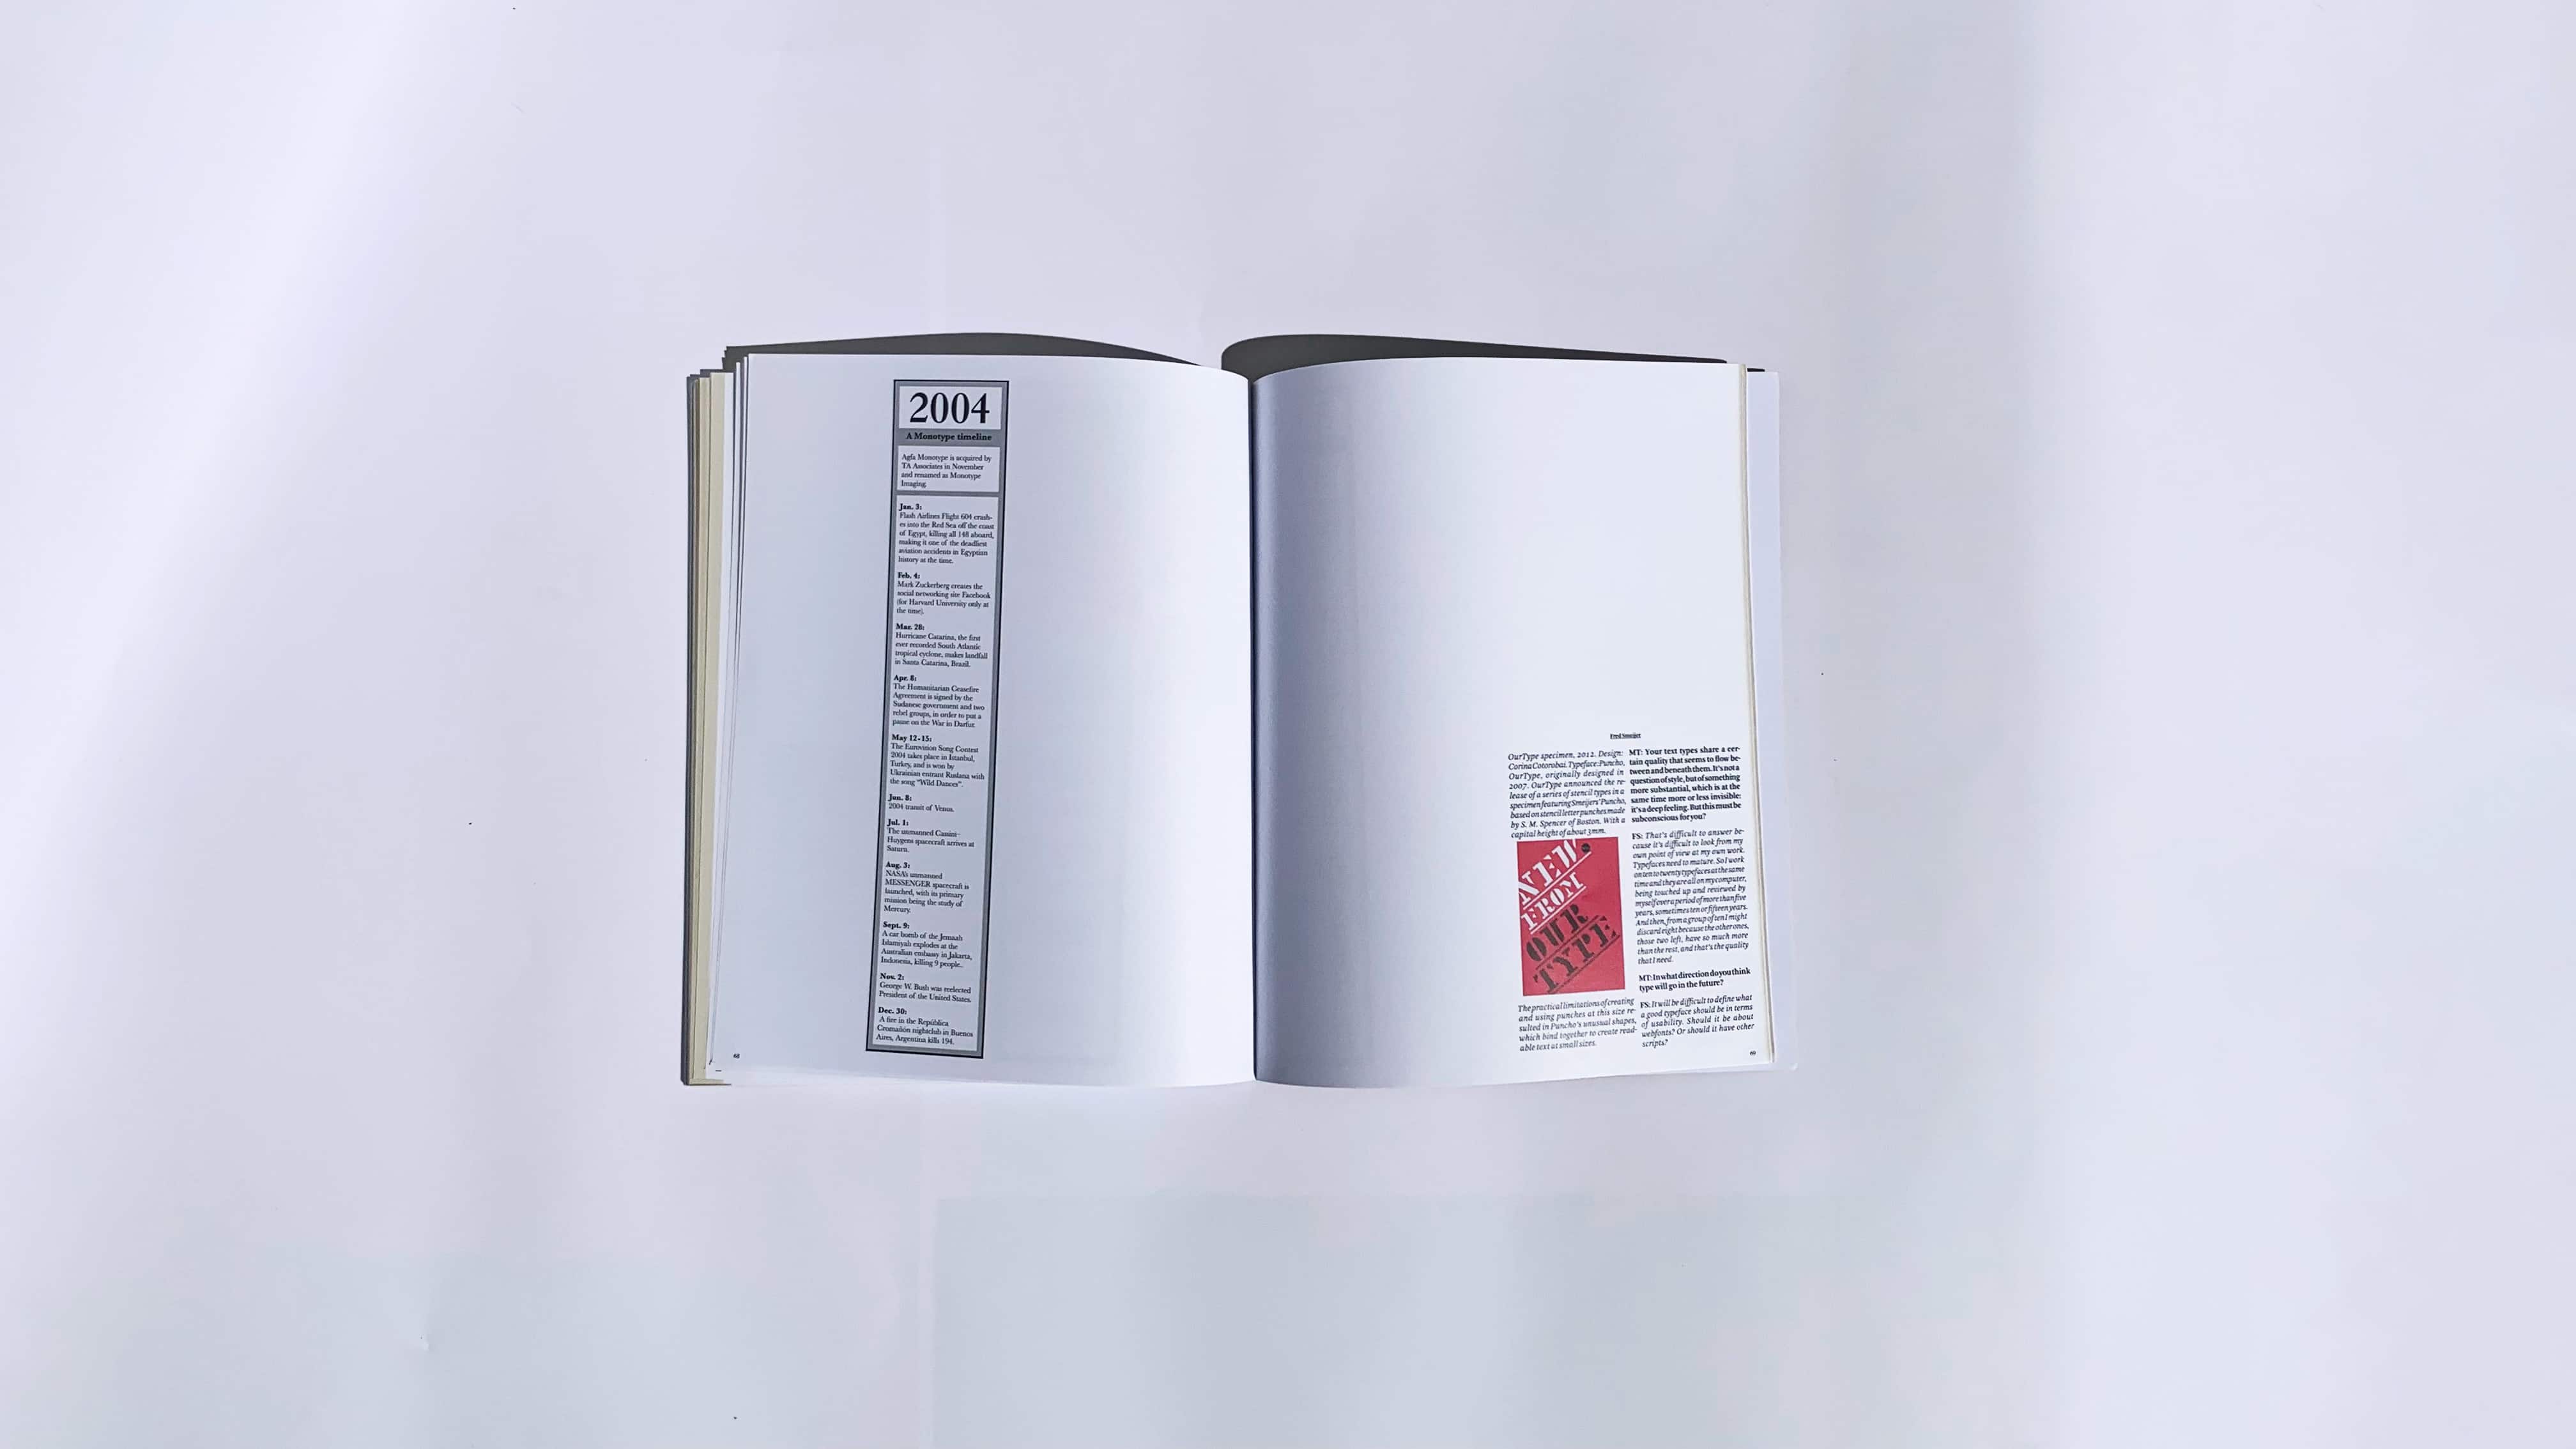 2004
A Monotype timeline
Agfa Monotype is acquired by
TA Associates in November
and renamed as Monotype
Imaging.
Jan. 3:
Flash Airlines Flight 604 crash-
es into the Red Sea off the coast
of Egypt, killing all 148 aboard,
making it one of the deadliest
aviation accidents in Egyptian
history at the time.
Feb. 4:
Mark Zuckerberg creates the
social networking site Facebook
(for Harvard University only at
the time).
Mar. 28:
Hurricane Catarina, the first
ever recorded South Atlantic
tropical cyclone, makes landfall
in Santa Catarina, Brazil.
Apr. 8:
The Humanitarian Ceasefire
Agreement is signed by the
Sudanese government and two
rebel groups, in order to put a
pause on the War in Darfur.
May 12-15:
The Eurovision Song Contest
2004 takes place in Istanbul,
Turkey, and is won by
Ukrainian entrant Ruslana with
the song "Wild Dances".
Jun. 8:
2004 transit of Venus.
Jul. 1:
The unmanned Cassini–
Huygens spacecraft arrives at
Saturn.
Aug. 3:
NASA's unmanned
MESSENGER spacecraft is
launched, with its primary
mission being the study of
Mercury.
Sept. 9:
A car bomb of the Jemaah
Islamiyah explodes at the
Australian embassy in Jakarta,
Indonesia, killing 9 people..
Nov. 2:
George W. Bush was reelected
President of the United States.
Dec. 30:
A fire in the República
Cromañón nightclub in Buenos
Aires, Argentina kills 194.
68
Fred Smeijer
OurType specimen, 2012. Design:
Corina Cotorobai. Typeface: Puncho,
OurType, originally designed in
2007. OurType announced the re-
lease of a series of stencil types in a
specimen featuring Smeijers' Puncho,
based on stencil letter punches made
by S. M. Spencer of Boston. With a
capital height of about 3mm.
NEW
FROM
OUR
TYPE
The practical limitations of creating
and using punches at this size re-
sulted in Puncho's unusual shapes,
which bind together to create read-
able text at small sizes.
MT: Your text types share a cer-
tain quality that seems to flow be-
tween and beneath them. It's not a
question of style, but of something
more substantial, which is at the
same time more or less invisible:
it's a deep feeling. But this must be
subconscious for you?
FS: That's difficult to answer be-
cause it's difficult to look from my
own point of view at my own work.
Typefaces need to mature. So I work
on ten to twenty typefaces at the same
time and they are all on my computer,
being touched up and reviewed by
myself over a period of more than five
years, sometimes ten or fifteen years.
And then, from a group of ten I might
discard eight because the other ones,
those two left, have so much more
than the rest, and that's the quality
that I need.
MT: In what direction do you think
type will go in the future?
FS: It will be difficult to define what
a good typeface should be in terms
of usability. Should it be about
webfonts? Or should it have other
scripts?
69